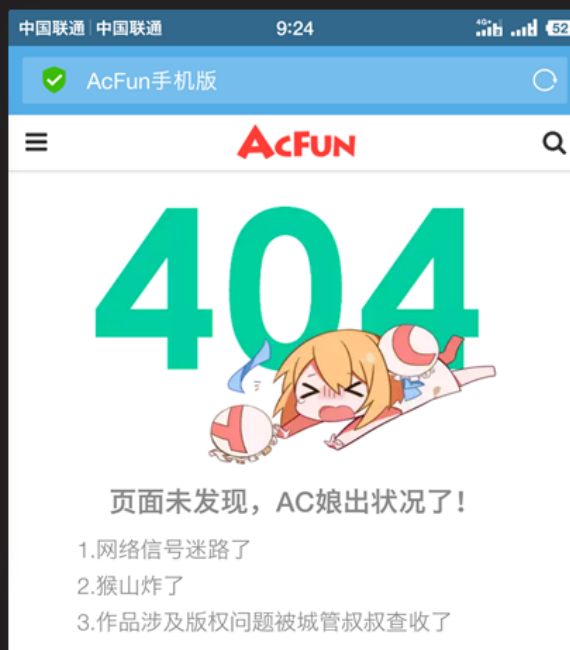 中国联通 中国联通 9:24 4G+ 52
AcFun手机版
AcFun
404
页面未发现，AC娘出状况了！
1.网络信号迷路了
2.猴山炸了
3.作品涉及版权问题被城管叔叔查收了